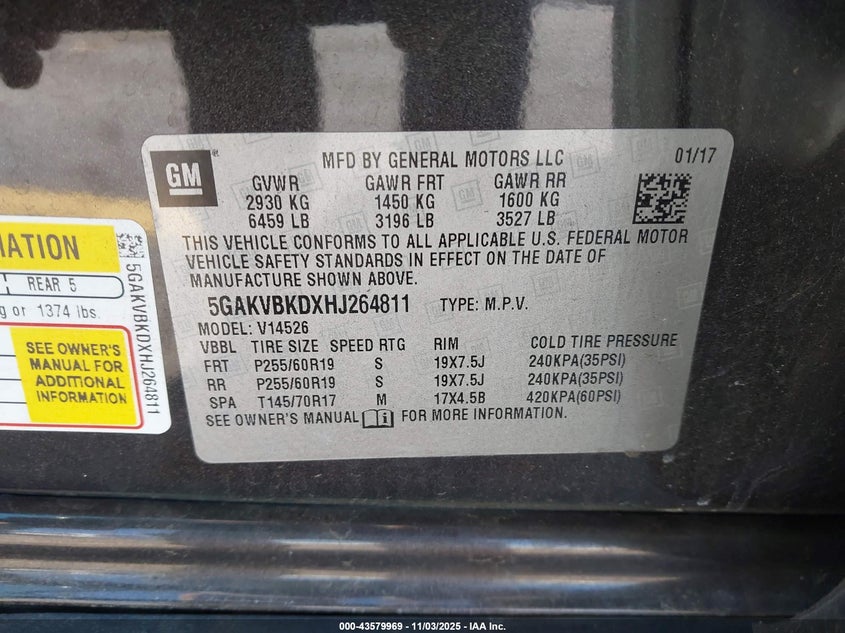 GM
MFD BY GENERAL MOTORS LLC
01/17
GVWR GAWR FRT GAWR RR
2930 KG 1450 KG 1600 KG
6459 LB 3196 LB 3527 LB
THIS VEHICLE CONFORMS TO ALL APPLICABLE U.S. FEDERAL MOTOR
VEHICLE SAFETY STANDARDS IN EFFECT ON THE DATE OF
MANUFACTURE SHOWN ABOVE.
5GAKVBKDXHJ264811 TYPE: M.P.V.
MODEL: V14526
VBBL TIRE SIZE SPEED RTG RIM COLD TIRE PRESSURE
FRT P255/60R19 S 19X7.5J 240KPA(35PSI)
RR P255/60R19 S 19X7.5J 240KPA(35PSI)
SPA T145/70R17 M 17X4.5B 420KPA(60PSI)
SEE OWNER'S MANUAL FOR MORE INFORMATION.
REAR 5
or 1374 lbs.
SEE OWNER'S
MANUAL FOR
ADDITIONAL
INFORMATION
5GAKVBKDXHJ264811
000-43579969 - 11/03/2025 - IAA Inc.